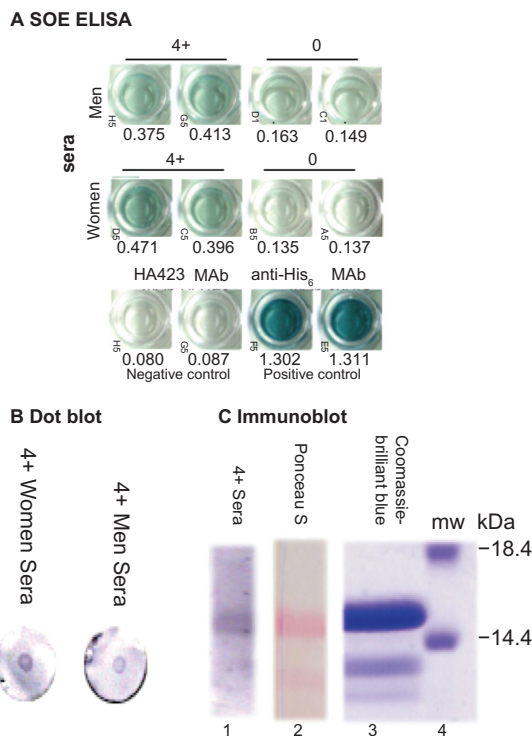 A SOE ELISA
4+ 0
Men
H5 G5 D1 C1
0.375 0.413 0.163 0.149
sera
4+ 0
Women
D5 C5 B5 A5
0.471 0.396 0.135 0.137
HA423 MAb anti-His6 MAb
H5 G5 F5 E5
0.080 0.087 1.302 1.311
Negative control Positive control
B Dot blot
4+ Women Sera
4+ Men Sera
C Immunoblot
4+ Sera
Ponceau S
Coomassie-
brilliant blue
mw kDa
–18.4
–14.4
1 2 3 4